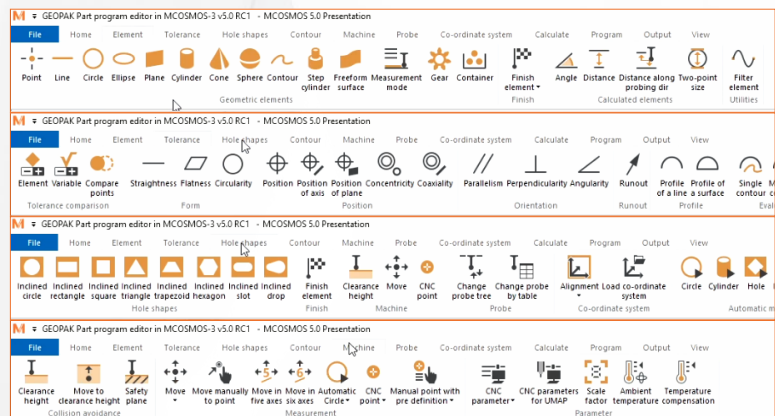 GEOPAK Part program editor in MCOSMOS-3 v5.0 RC1 - MCOSMOS 5.0 Presentation
File Home Element Tolerance Hole shapes Contour Machine Probe Co-ordinate system Calculate Program Output View
Point Line Circle Ellipse Plane Cylinder Cone Sphere Contour Step cylinder Freeform surface Measurement mode Gear Container Finish element Angle Distance Distance along probing dir Two-point size Filter element
Geometric elements Finish Calculated elements Utilities
GEOPAK Part program editor in MCOSMOS-3 v5.0 RC1 - MCOSMOS 5.0 Presentation
File Home Element Tolerance Hole shapes Contour Machine Probe Co-ordinate system Calculate Program Output View
Element Variable Compare points Straightness Flatness Circularity Position Position of axis Position of plane Concentricity Coaxiality Parallelism Perpendicularity Angularity Runout Profile of a line Profile of a surface Single contour
Tolerance comparison Form Position Orientation Runout Profile
GEOPAK Part program editor in MCOSMOS-3 v5.0 RC1 - MCOSMOS 5.0 Presentation
File Home Element Tolerance Hole shapes Contour Machine Probe Co-ordinate system Calculate Program Output View
Inclined circle Inclined rectangle Inclined square Inclined triangle Inclined trapezoid Inclined hexagon Inclined slot Inclined drop Finish element Clearance height Move CNC point Change probe tree Change probe by table Alignment Load co-ordinate system Circle Cylinder Hole
Hole shapes Finish Machine Probe Co-ordinate system Automatic
GEOPAK Part program editor in MCOSMOS-3 v5.0 RC1 - MCOSMOS 5.0 Presentation
File Home Element Tolerance Hole shapes Contour Machine Probe Co-ordinate system Calculate Program Output View
Clearance height Move to clearance height Safety plane Move Move manually to point Move in five axes Move in six axes Automatic Circle CNC point Manual point with pre definition CNC parameter CNC parameters for UMAP Scale factor Ambient temperature Temperature compensation
Collision avoidance Measurement Parameter